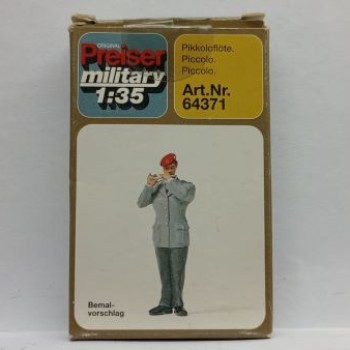 ORIGINAL
Preiser
military
1:35
Pikkoloflöte.
Piccolo.
Piccolo.
Art.Nr.
64371
Bemal-
vorschlag